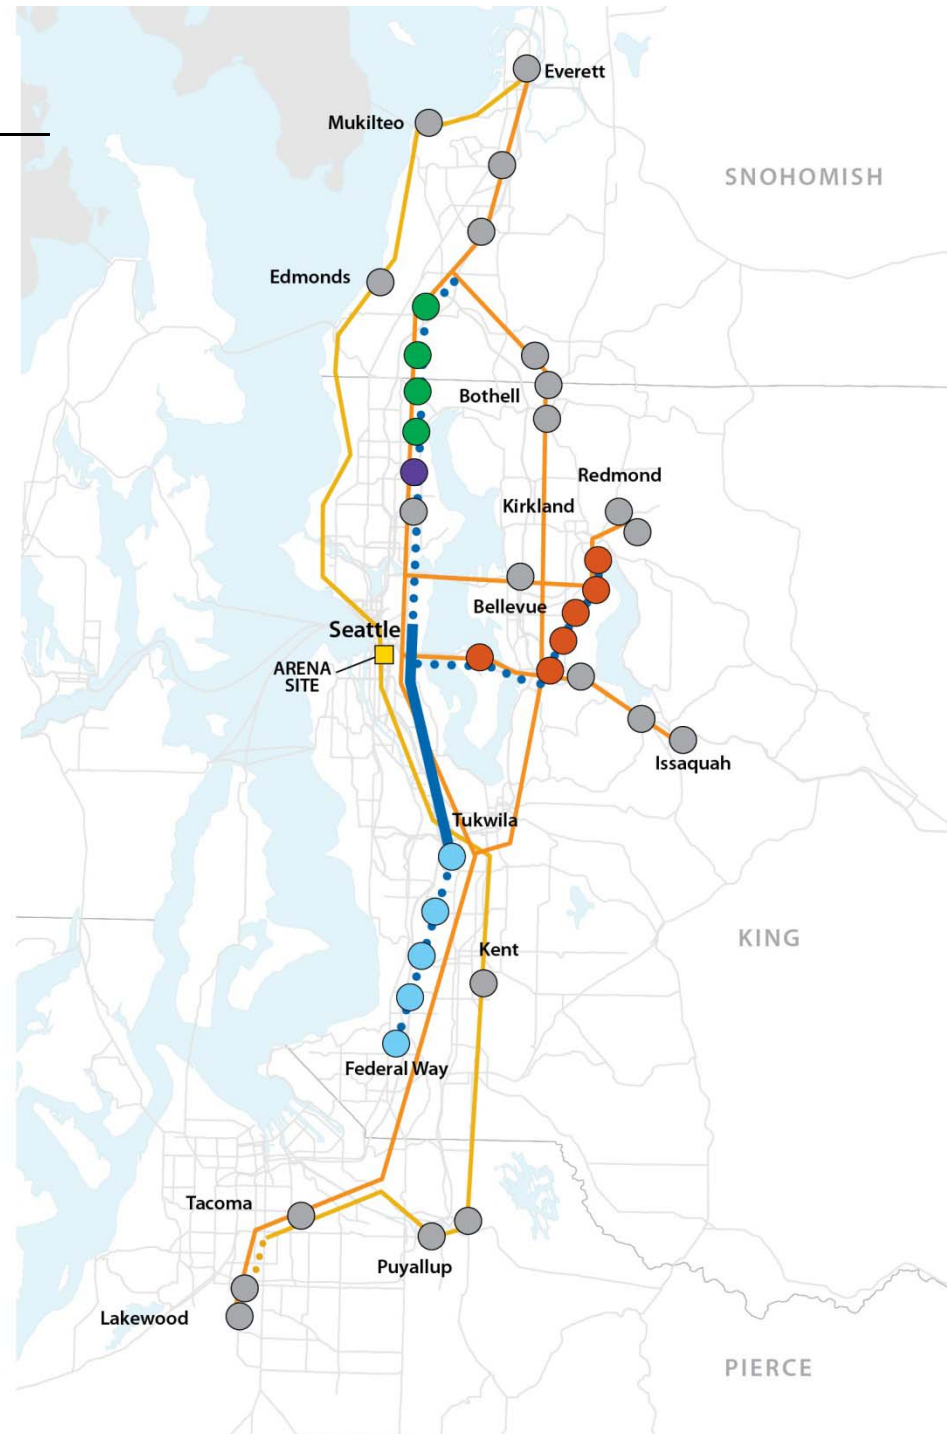 Everett
Mukilteo
SNOHOMISH
Edmonds
Bothell
Redmond
Kirkland
Bellevue
Seattle
ARENA
SITE
Issaquah
Tukwila
KING
Kent
Federal Way
Tacoma
Puyallup
Lakewood
PIERCE